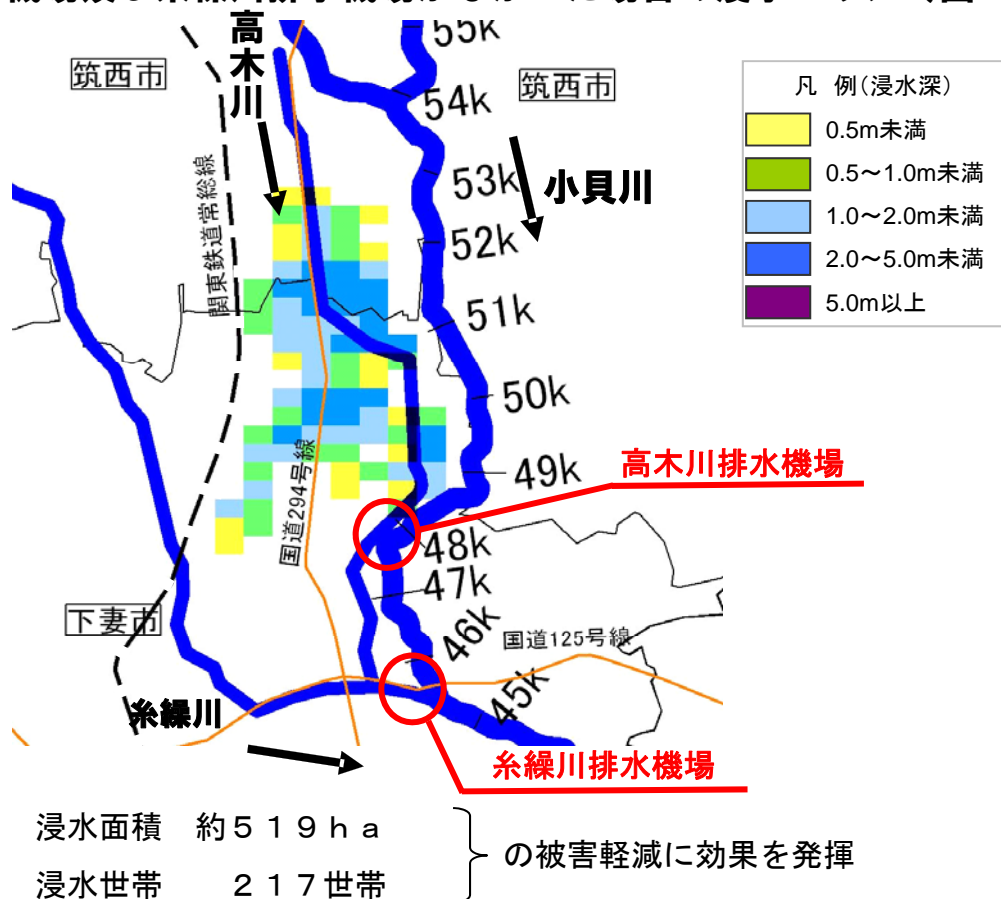 高木川
筑西市
55k
54k
筑西市
53k
小貝川
52k
関東鉄道常総線
51k
50k
49k
48k
47k
46k
45k
国道294号線
国道125号線
下妻市
糸繰川
凡 例(浸水深)
0.5m未満
0.5～1.0m未満
1.0～2.0m未満
2.0～5.0m未満
5.0m以上
高木川排水機場
糸繰川排水機場
浸水面積 約519ha
浸水世帯 217世帯
の被害軽減に効果を発揮